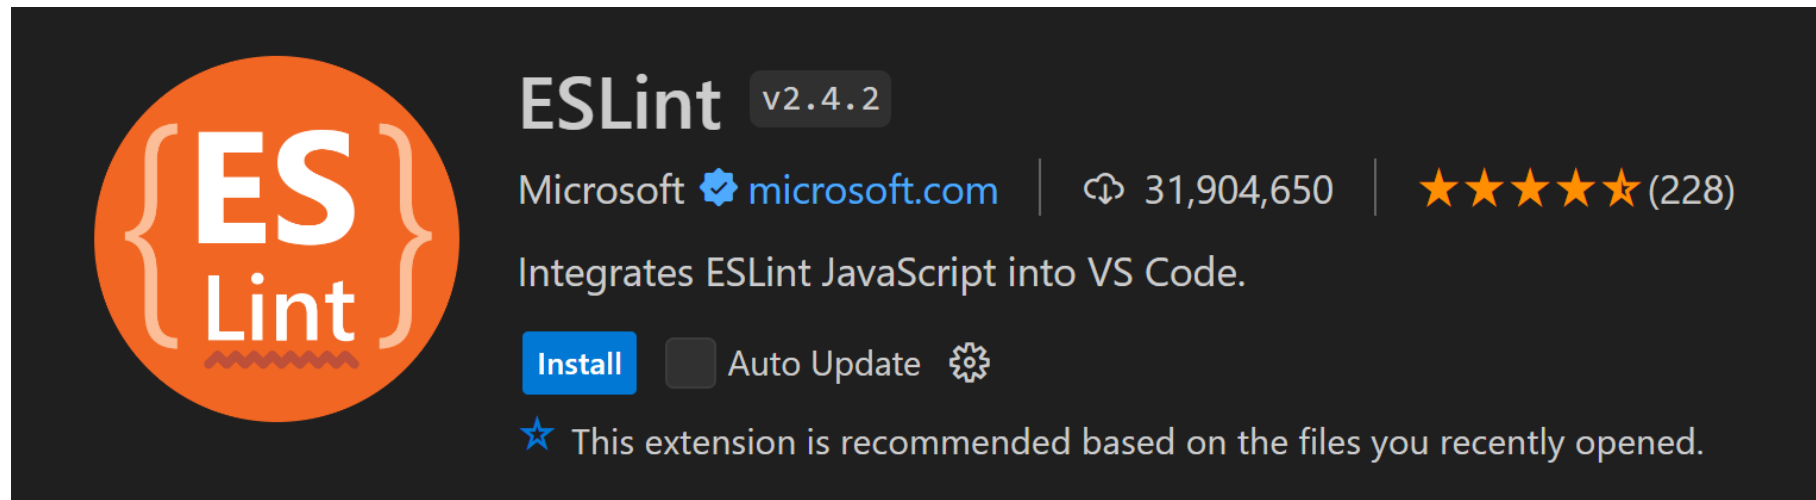 ES
Lint
ESLint v2.4.2
Microsoft microsoft.com 31,904,650 (228)
Integrates ESLint JavaScript into VS Code.
Install Auto Update
This extension is recommended based on the files you recently opened.